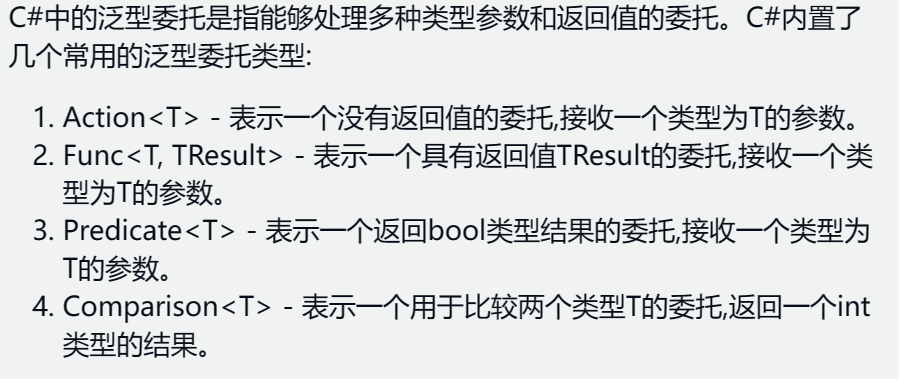 C#中的泛型委托是指能够处理多种类型参数和返回值的委托。C#内置了
几个常用的泛型委托类型:
1. Action<T> - 表示一个没有返回值的委托,接收一个类型为T的参数。
2. Func<T, TResult> - 表示一个具有返回值TResult的委托,接收一个类
型为T的参数。
3. Predicate<T> - 表示一个返回bool类型结果的委托,接收一个类型为
T的参数。
4. Comparison<T> - 表示一个用于比较两个类型T的委托,返回一个int
类型的结果。